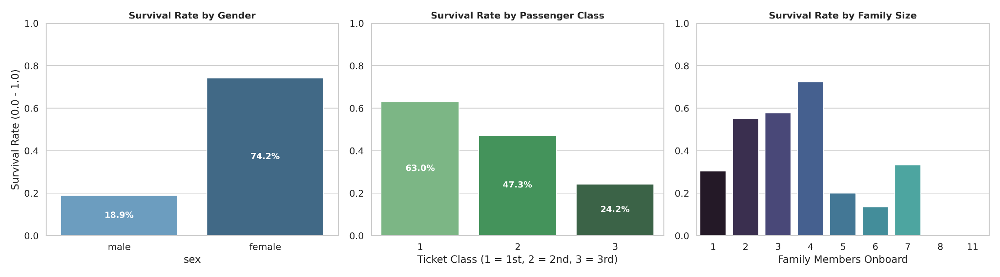 Survival Rate by Gender
Survival Rate (0.0 - 1.0)
1.0
0.8
0.6
0.4
0.2
0.0
18.9%
74.2%
male female
sex
Survival Rate by Passenger Class
1.0
0.8
0.6
0.4
0.2
0.0
63.0%
47.3%
24.2%
1 2 3
Ticket Class (1 = 1st, 2 = 2nd, 3 = 3rd)
Survival Rate by Family Size
1.0
0.8
0.6
0.4
0.2
0.0
1 2 3 4 5 6 7 8 11
Family Members Onboard